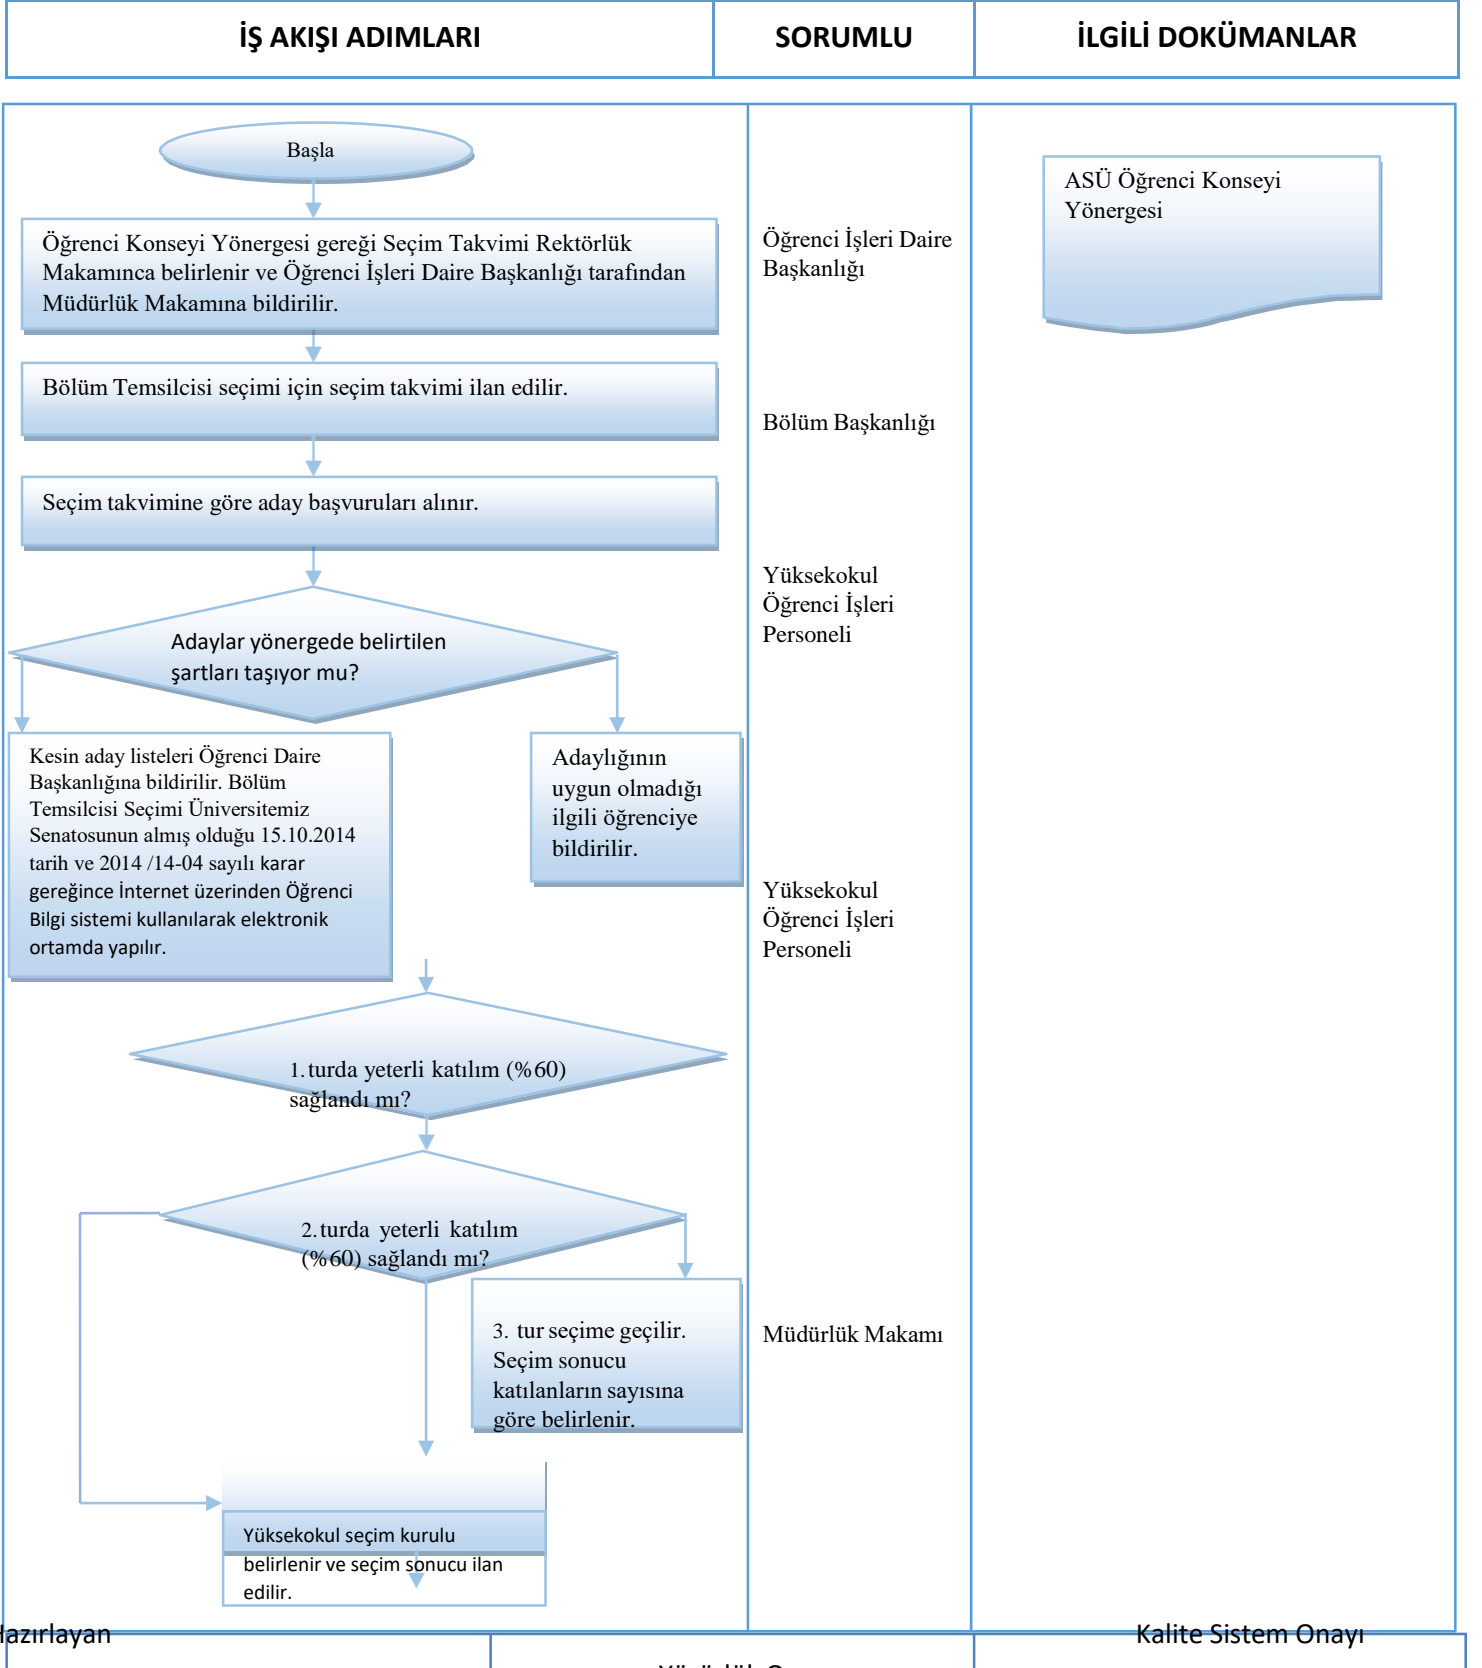 İŞ AKIŞI ADIMLARI
SORUMLU
İLGİLİ DOKÜMANLAR
Başla
Öğrenci Konseyi Yönergesi gereği Seçim Takvimi Rektörlük
Makamınca belirlenir ve Öğrenci İşleri Daire Başkanlığı tarafından
Müdürlük Makamına bildirilir.
Bölüm Temsilcisi seçimi için seçim takvimi ilan edilir.
Seçim takvimine göre aday başvuruları alınır.
Adaylar yönergede belirtilen
şartları taşıyor mu?
Kesin aday listeleri Öğrenci Daire
Başkanlığına bildirilir. Bölüm
Temsilcisi Seçimi Üniversitemiz
Senatosunun almış olduğu 15.10.2014
tarih ve 2014 /14-04 sayılı karar
gereğince İnternet üzerinden Öğrenci
Bilgi sistemi kullanılarak elektronik
ortamda yapılır.
Adaylığının
uygun olmadığı
ilgili öğrenciye
bildirilir.
1. turda yeterli katılım (%60)
sağlandı mı?
2. turda yeterli katılım
(%60) sağlandı mı?
3. tur seçime geçilir.
Seçim sonucu
katılanların sayısına
göre belirlenir.
Yüksekokul seçim kurulu
belirlenir ve seçim sonucu ilan
edilir.
Öğrenci İşleri Daire
Başkanlığı
Bölüm Başkanlığı
Yüksekokul
Öğrenci İşleri
Personeli
Yüksekokul
Öğrenci İşleri
Personeli
Müdürlük Makamı
ASÜ Öğrenci Konseyi
Yönergesi
Hazırlayan
Kalite Sistem Onayı